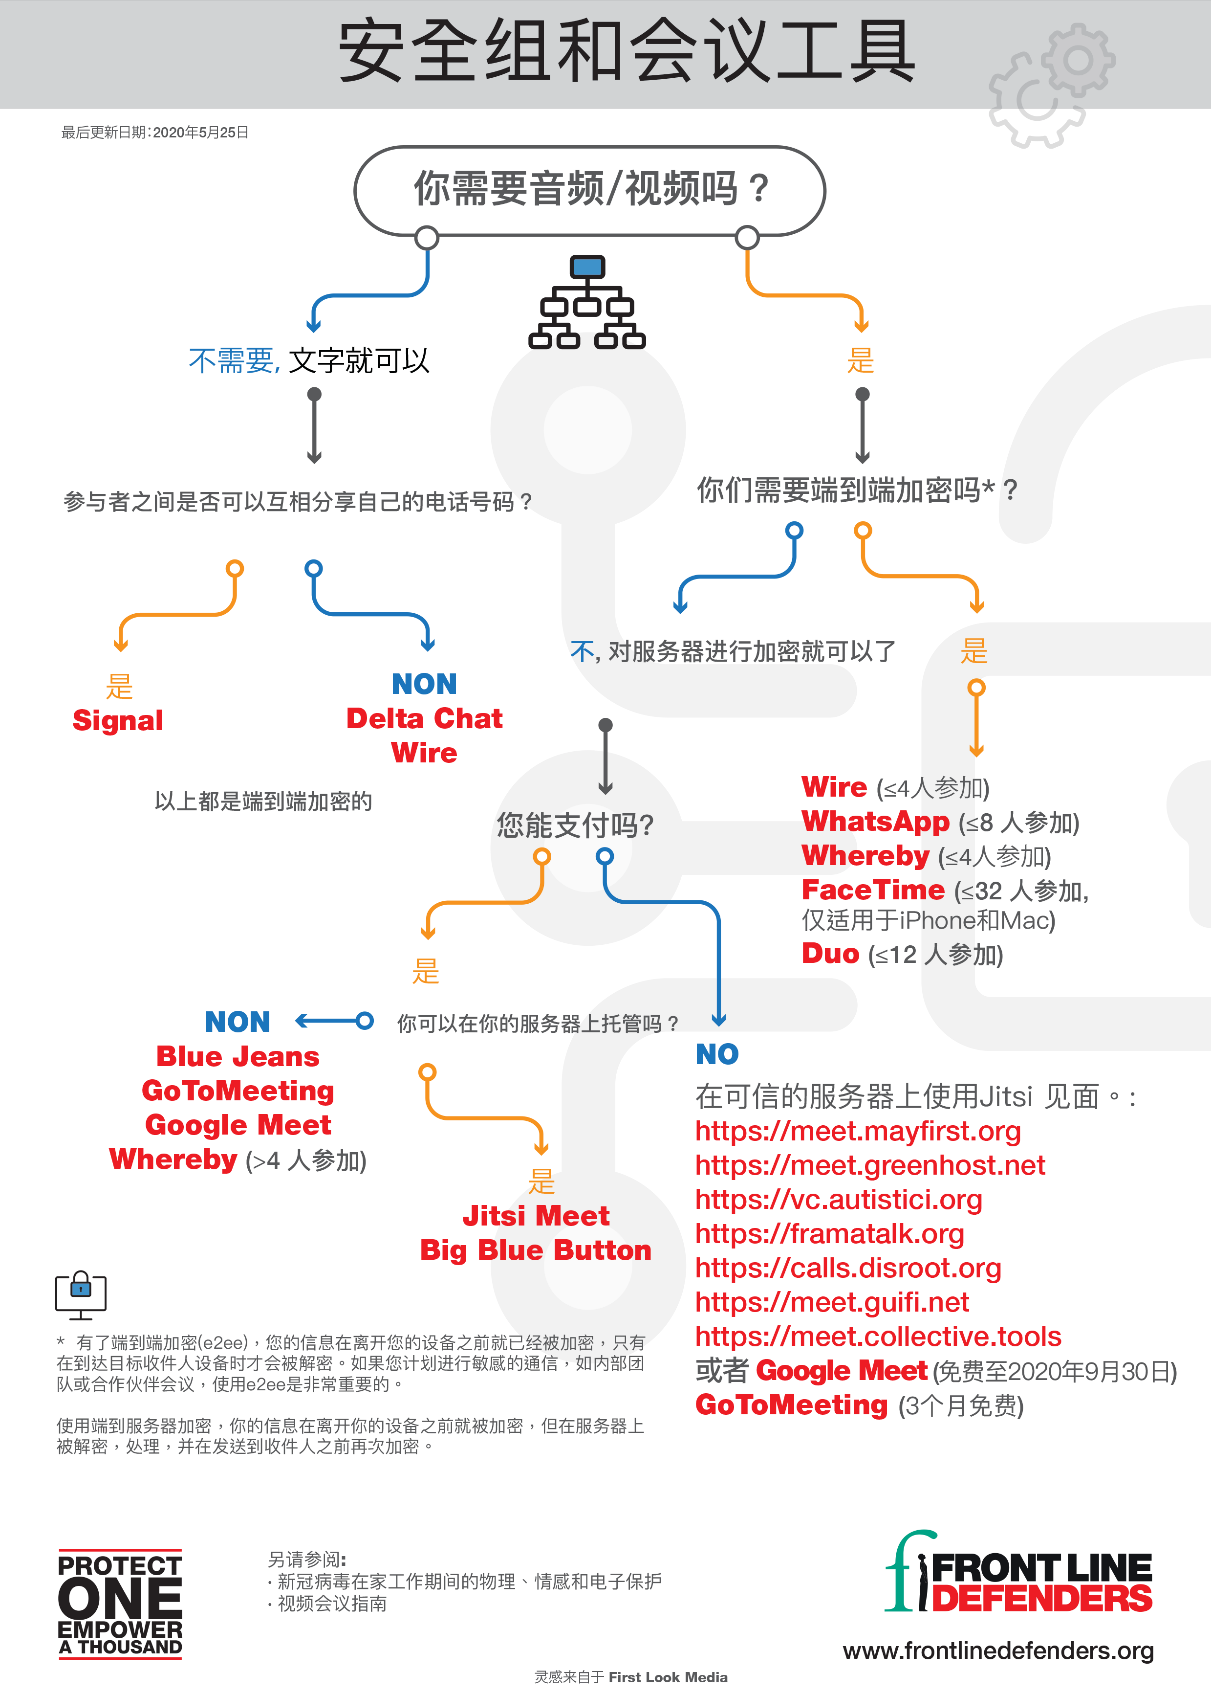 安全组和会议工具
最后更新日期：2020年5月25日
你需要音频/视频吗？
不需要, 文字就可以
是
参与者之间是否可以互相分享自己的电话号码？
你们需要端到端加密吗*？
不, 对服务器进行加密就可以了
是
是
Signal
NON
Delta Chat
Wire
以上都是端到端加密的
您能支付吗?
Wire (≤4人参加)
WhatsApp (≤8 人参加)
Whereby (≤4人参加)
FaceTime (≤32 人参加,
仅适用于iPhone和Mac)
Duo (≤12 人参加)
是
你可以在你的服务器上托管吗？
NON
Blue Jeans
GoToMeeting
Google Meet
Whereby (>4 人参加)
是
Jitsi Meet
Big Blue Button
NO
在可信的服务器上使用Jitsi 见面。:
https://meet.mayfirst.org
https://meet.greenhost.net
https://vc.autistici.org
https://framatalk.org
https://calls.disroot.org
https://meet.guifi.net
https://meet.collective.tools
或者 Google Meet (免费至2020年9月30日)
GoToMeeting (3个月免费)
* 有了端到端加密(e2ee)，您的信息在离开您的设备之前就已经被加密，只有
在到达目标收件人设备时才会被解密。如果您计划进行敏感的通信，如内部团
队或合作伙伴会议，使用e2ee是非常重要的。
使用端到服务器加密，你的信息在离开你的设备之前就被加密，但在服务器上
被解密，处理，并在发送到收件人之前再次加密。
PROTECT
ONE
EMPOWER
A THOUSAND
另请参阅:
· 新冠病毒在家工作期间的物理、情感和电子保护
· 视频会议指南
FRONT LINE
DEFENDERS
www.frontlinedefenders.org
灵感来自于 First Look Media